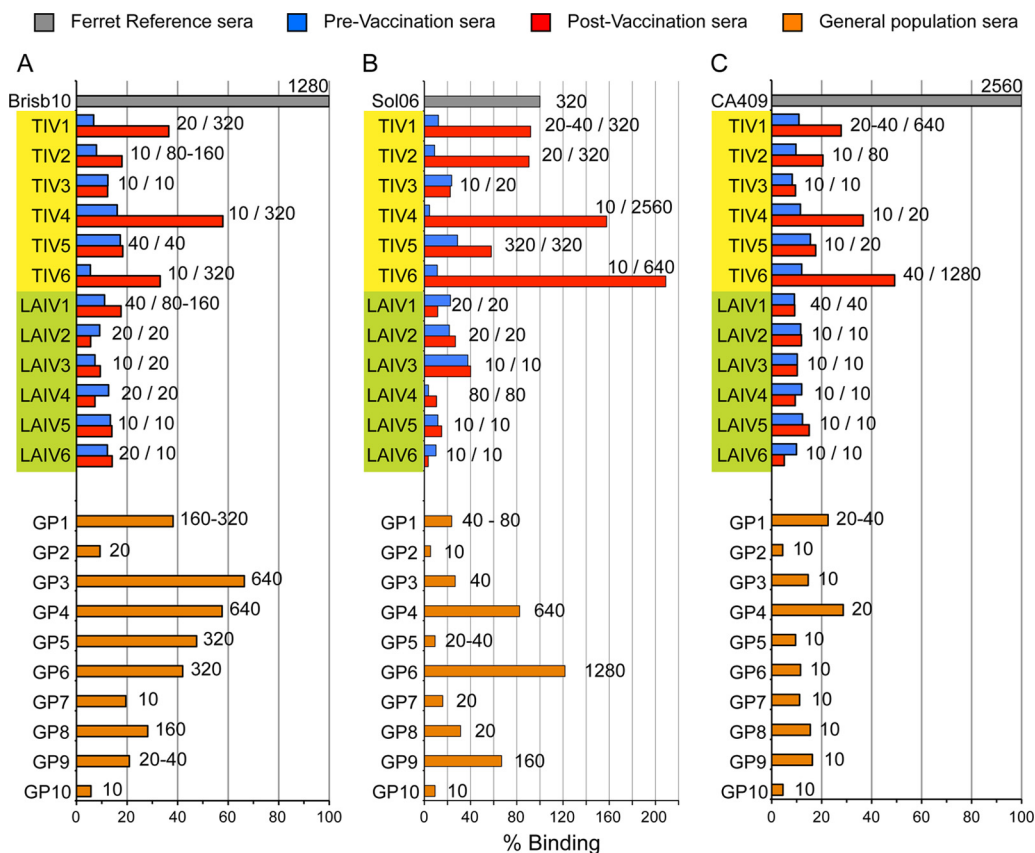 Ferret Reference sera Pre-Vaccination sera Post-Vaccination sera General population sera
A
1280
Brisb10
TIV1 20 / 320
TIV2 10 / 80-160
TIV3 10 / 10
TIV4 10 / 320
TIV5 40 / 40
TIV6 10 / 320
LAIV1 40 / 80-160
LAIV2 20 / 20
LAIV3 10 / 20
LAIV4 20 / 20
LAIV5 10 / 10
LAIV6 20 / 10
GP1 160-320
GP2 20
GP3 640
GP4 640
GP5 320
GP6 320
GP7 10
GP8 160
GP9 20-40
GP10 10
0 20 40 60 80 100
B
Sol06 320
TIV1 20-40 / 320
TIV2 20 / 320
TIV3 10 / 20
TIV4 10 / 2560
TIV5 320 / 320
TIV6 10 / 640
LAIV1 20 / 20
LAIV2 20 / 20
LAIV3 10 / 10
LAIV4 80 / 80
LAIV5 10 / 10
LAIV6 10 / 10
GP1 40 - 80
GP2 10
GP3 40
GP4 640
GP5 20-40
GP6 1280
GP7 20
GP8 20
GP9 160
GP10 10
0 40 80 120 160 200
% Binding
C
2560
CA409
TIV1 20-40 / 640
TIV2 10 / 80
TIV3 10 / 10
TIV4 10 / 20
TIV5 10 / 20
TIV6 40 / 1280
LAIV1 40 / 40
LAIV2 10 / 10
LAIV3 10 / 10
LAIV4 10 / 10
LAIV5 10 / 10
LAIV6 10 / 10
GP1 20-40
GP2 10
GP3 10
GP4 20
GP5 10
GP6 10
GP7 10
GP8 10
GP9 10
GP10 10
0 20 40 60 80 100